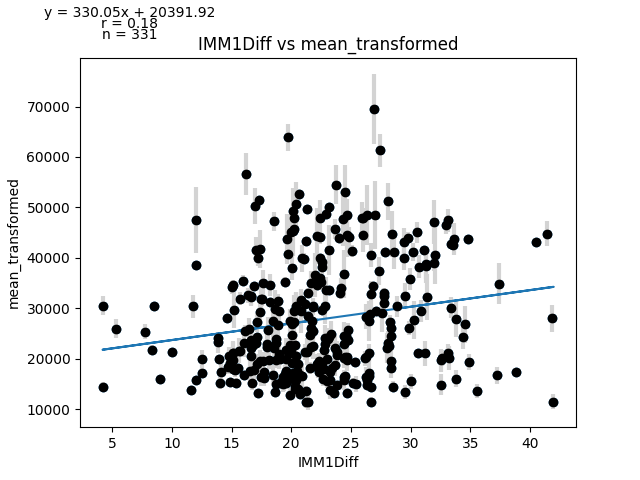 y = 330.05x + 20391.92
r = 0.18
n = 331
IMM1Diff vs mean_transformed
mean_transformed
70000
60000
50000
40000
30000
20000
10000
5 10 15 20 25 30 35 40
IMM1Diff